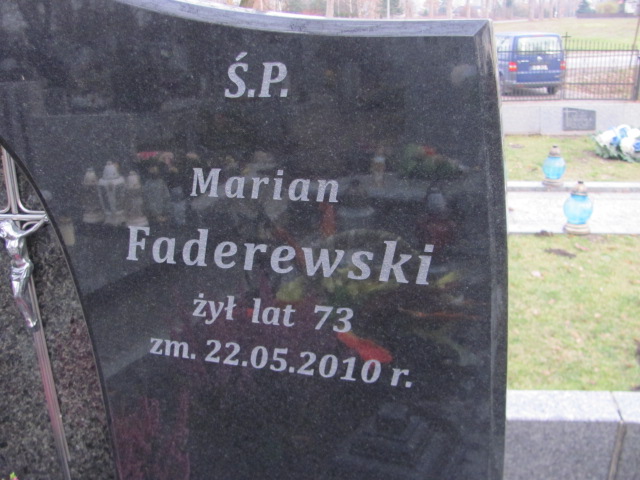 Ś.P.
Marian
Faderewski
żył lat 73
zm. 22.05.2010 r.